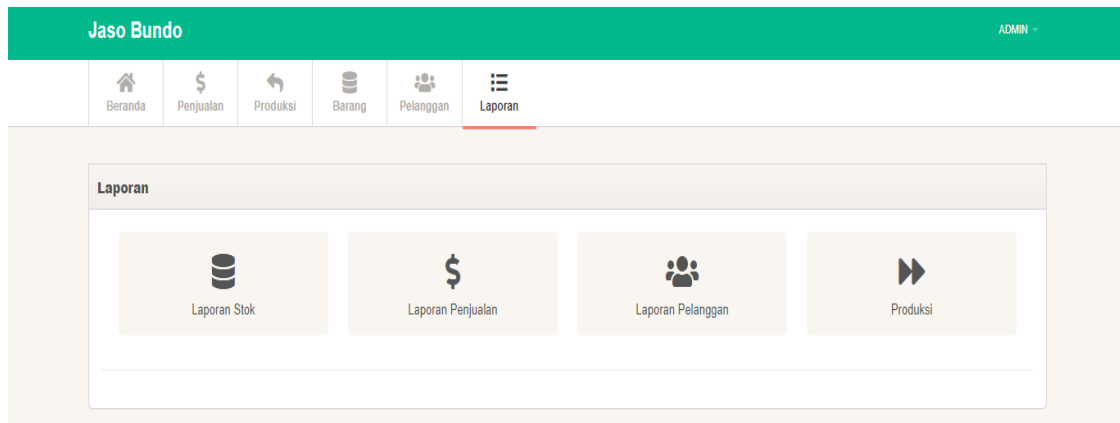 Jaso Bundo
ADMIN
Beranda Penjualan Produksi Barang Pelanggan Laporan
Laporan
Laporan Stok Laporan Penjualan Laporan Pelanggan Produksi